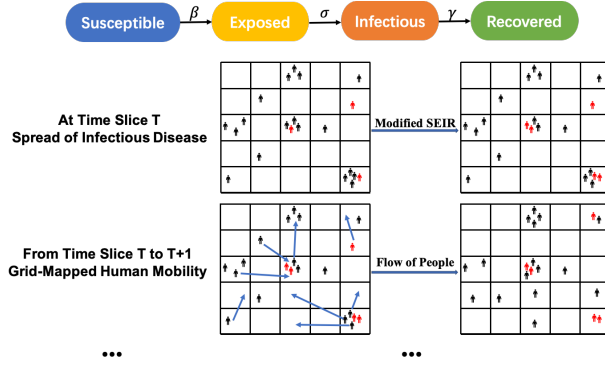 Susceptible
β
Exposed
σ
Infectious
γ
Recovered
At Time Slice T
Spread of Infectious Disease
Modified SEIR
From Time Slice T to T+1
Grid-Mapped Human Mobility
Flow of People
•••
•••